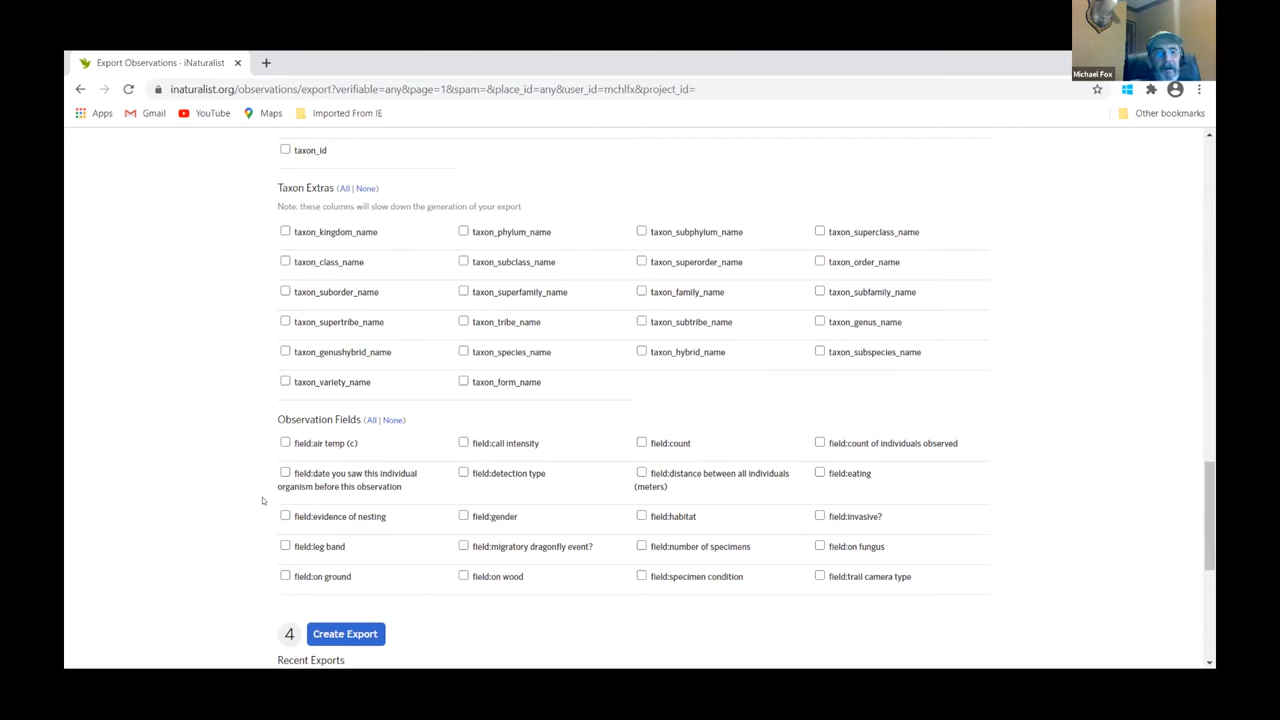 Michael Fox
Export Observations - iNaturalist
inaturalist.org/observations/export?verifiable=any&page=1&spam=&place_id=any&user_id=mchlfx&project_id=
Apps Gmail YouTube Maps Imported From IE Other bookmarks
taxon_id
Taxon Extras (All | None)
Note: these columns will slow down the generation of your export
taxon_kingdom_name taxon_phylum_name taxon_subphylum_name taxon_superclass_name
taxon_class_name taxon_subclass_name taxon_superorder_name taxon_order_name
taxon_suborder_name taxon_superfamily_name taxon_family_name taxon_subfamily_name
taxon_supertribe_name taxon_tribe_name taxon_subtribe_name taxon_genus_name
taxon_genushybrid_name taxon_species_name taxon_hybrid_name taxon_subspecies_name
taxon_variety_name taxon_form_name
Observation Fields (All | None)
field:air temp (c) field:call intensity field:count field:count of individuals observed
field:date you saw this individual field:detection type field:distance between all individuals field:eating
organism before this observation (meters)
field:evidence of nesting field:gender field:habitat field:invasive?
field:leg band field:migratory dragonfly event? field:number of specimens field:on fungus
field:on ground field:on wood field:specimen condition field:trail camera type
4 Create Export
Recent Exports